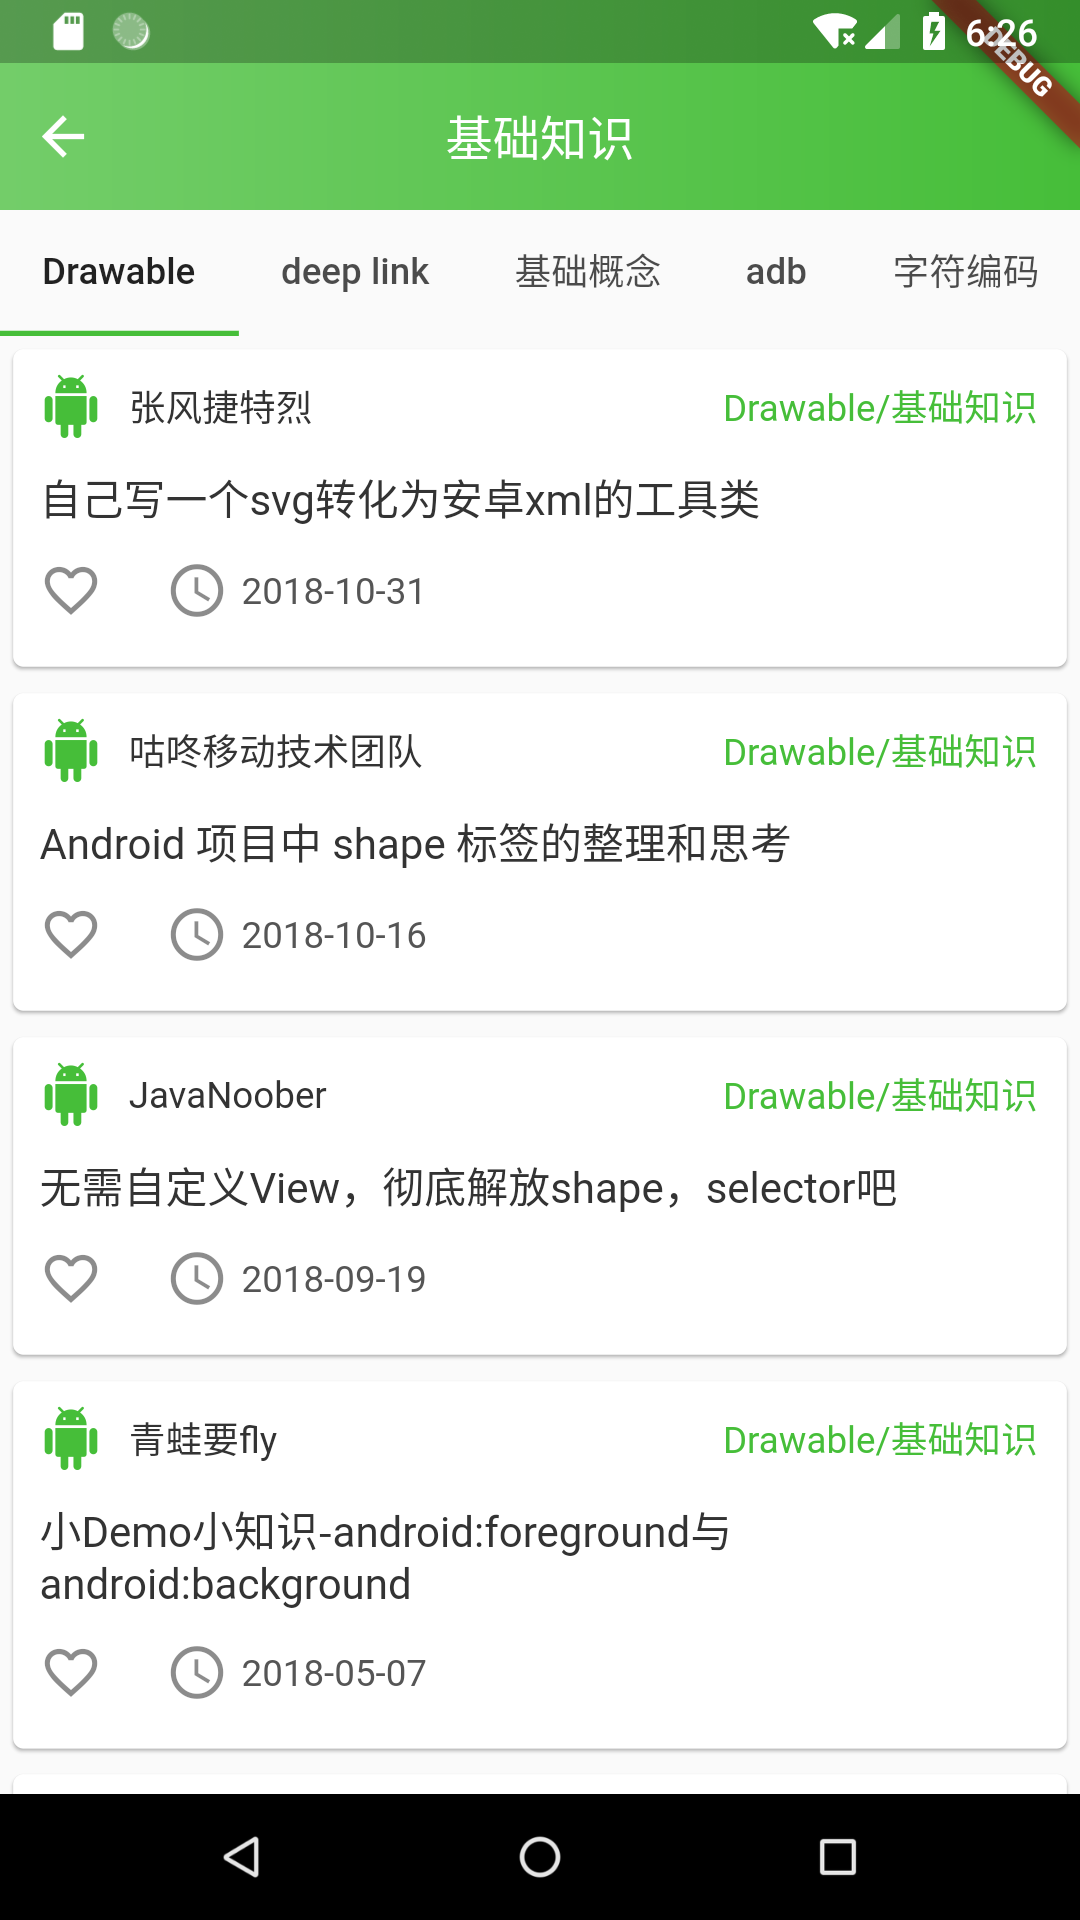 6:26
DEBUG
基础知识
Drawable deep link 基础概念 adb 字符编码
张风捷特烈 Drawable/基础知识
自己写一个svg转化为安卓xml的工具类
2018-10-31
咕咚移动技术团队 Drawable/基础知识
Android 项目中 shape 标签的整理和思考
2018-10-16
JavaNoober Drawable/基础知识
无需自定义View，彻底解放shape，selector吧
2018-09-19
青蛙要fly Drawable/基础知识
小Demo小知识-android:foreground与
android:background
2018-05-07